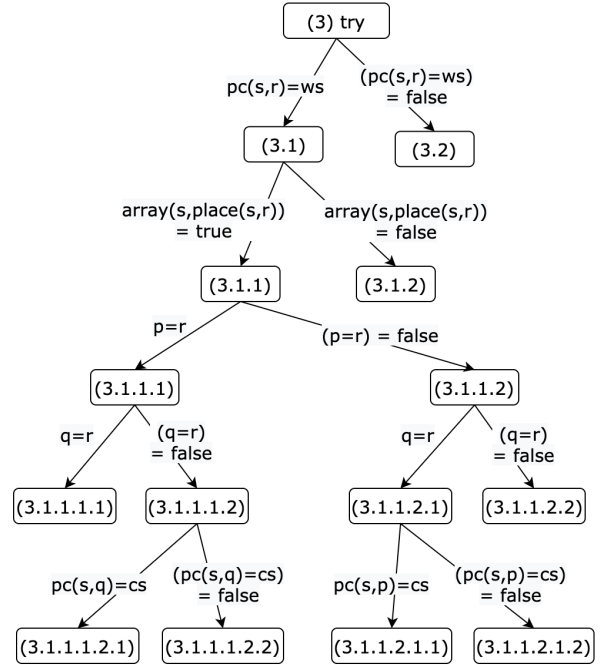 (3) try
pc(s,r)=ws
(pc(s,r)=ws)
= false
(3.1)
(3.2)
array(s,place(s,r))
= true
array(s,place(s,r))
= false
(3.1.1)
(3.1.2)
p=r
(p=r) = false
(3.1.1.1)
(3.1.1.2)
q=r
(q=r)
= false
q=r
(q=r)
= false
(3.1.1.1.1)
(3.1.1.1.2)
(3.1.1.2.1)
(3.1.1.2.2)
pc(s,q)=cs
(pc(s,q)=cs)
= false
pc(s,p)=cs
(pc(s,p)=cs)
= false
(3.1.1.1.2.1)
(3.1.1.1.2.2)
(3.1.1.2.1.1)
(3.1.1.2.1.2)